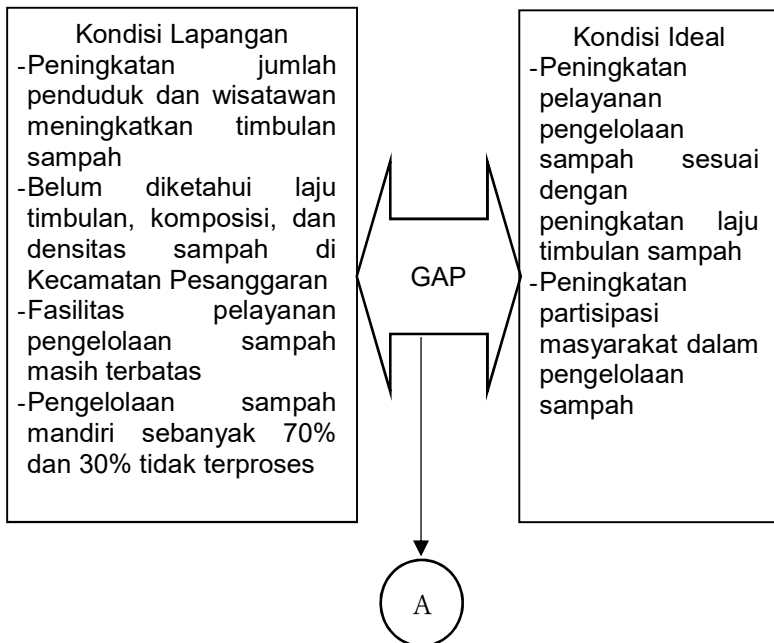 Kondisi Lapangan
-Peningkatan jumlah
penduduk dan wisatawan
meningkatkan timbulan
sampah
-Belum diketahui laju
timbulan, komposisi, dan
densitas sampah di
Kecamatan Pesanggaran
-Fasilitas pelayanan
pengelolaan sampah
masih terbatas
-Pengelolaan sampah
mandiri sebanyak 70%
dan 30% tidak terproses
GAP
Kondisi Ideal
-Peningkatan
pelayanan
pengelolaan
sampah sesuai
dengan
peningkatan laju
timbulan sampah
-Peningkatan
partisipasi
masyarakat dalam
pengelolaan
sampah
A